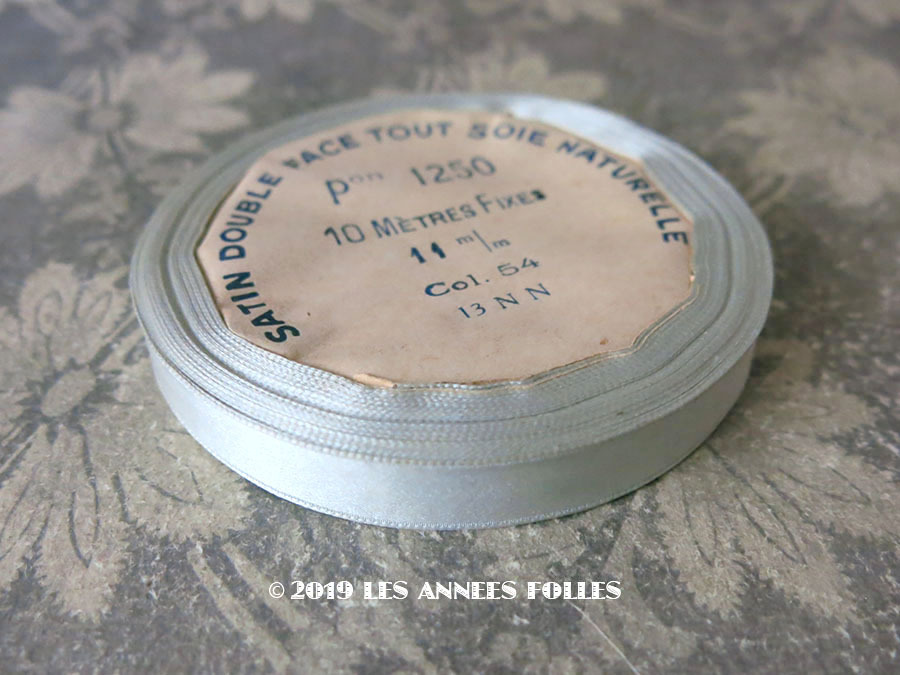 SATIN DOUBLE FACE TOUT SOIE NATURELLE
Pon 1250
10 MÈTRES FIXES
11 m/m
Col. 54
13 N N
© 2019 LES ANNEES FOLLES